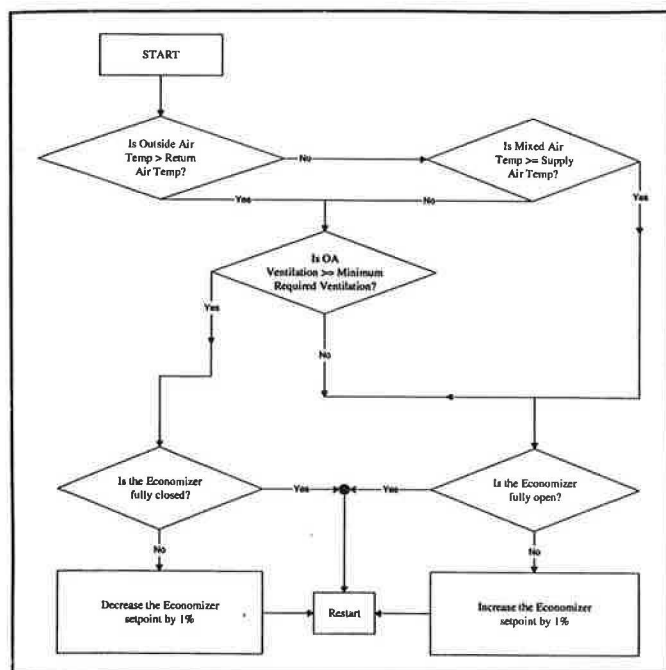 START
Is Outside Air
Temp > Return
Air Temp?
No
Is Mixed Air
Temp >= Supply
Air Temp?
Yes
No
Yes
Is OA
Ventilation >= Minimum
Required Ventilation?
Yes
No
Is the Economizer
fully closed?
Yes
Yes
Is the Economizer
fully open?
No
No
Decrease the Economizer
setpoint by 1%
Restart
Increase the Economizer
setpoint by 1%